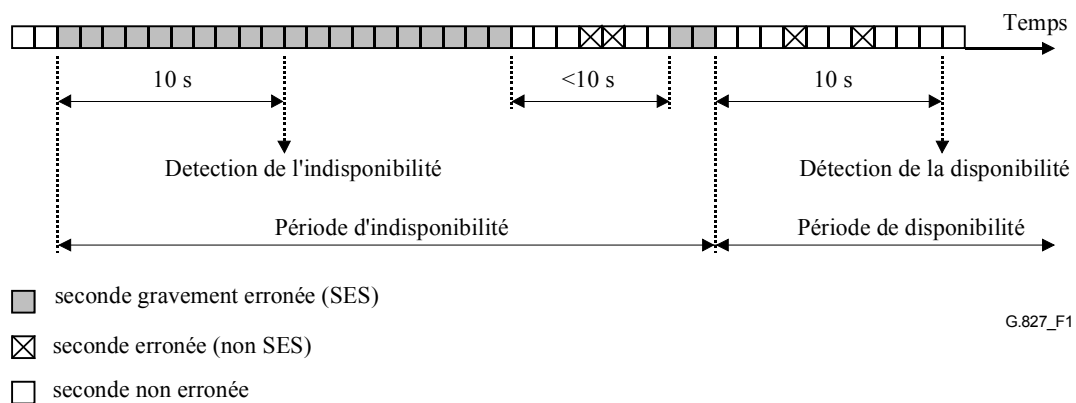 Temps
10 s
<10 s
10 s
Detection de l'indisponibilité
Détection de la disponibilité
Période d'indisponibilité
Période de disponibilité
seconde gravement erronée (SES)
G.827_F1
seconde erronée (non SES)
seconde non erronée